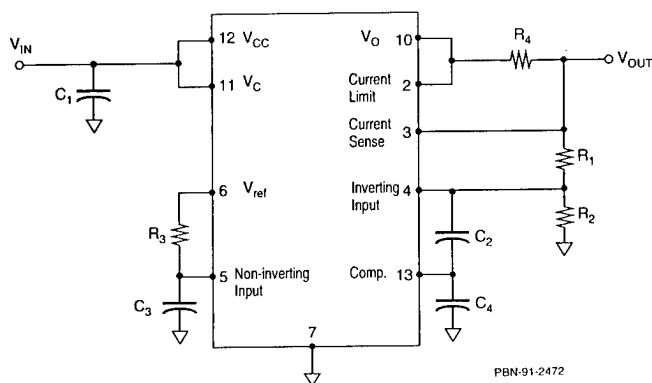 V_IN
C_1
12 V_CC
11 V_C
V_O 10
Current
Limit 2
Current
Sense 3
R_4
V_OUT
R_1
R_2
6 V_ref
R_3
5 Non-inverting
Input
C_3
Inverting 4
Input
C_2
Comp. 13
C_4
7
PBN-91-2472